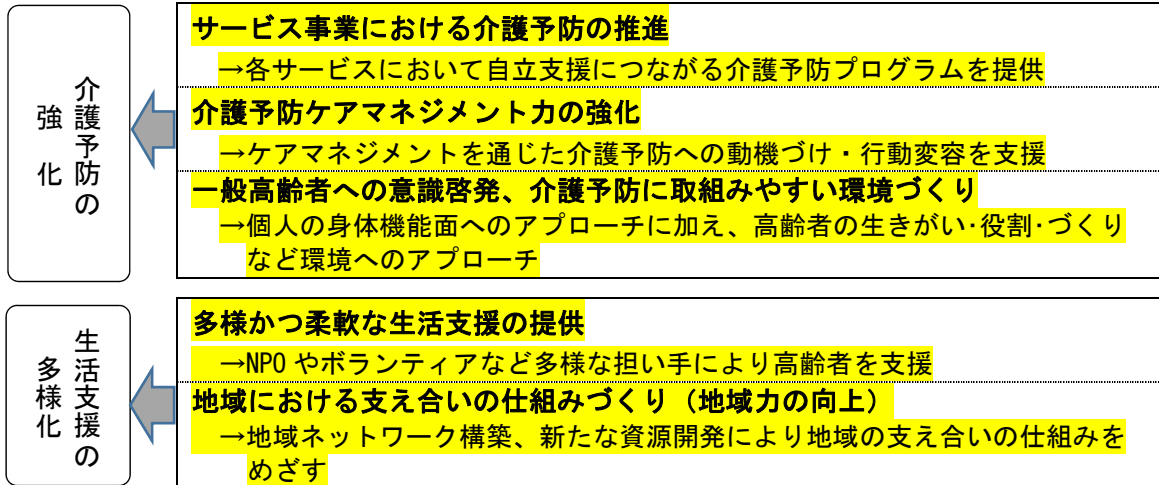 介護予防の
強化
サービス事業における介護予防の推進
→各サービスにおいて自立支援につながる介護予防プログラムを提供
介護予防ケアマネジメント力の強化
→ケアマネジメントを通じた介護予防への動機づけ・行動変容を支援
一般高齢者への意識啓発、介護予防に取組みやすい環境づくり
→個人の身体機能面へのアプローチに加え、高齢者の生きがい・役割・づくり
など環境へのアプローチ
生活支援の
多様化
多様かつ柔軟な生活支援の提供
→NPO やボランティアなど多様な担い手により高齢者を支援
地域における支え合いの仕組みづくり（地域力の向上）
→地域ネットワーク構築、新たな資源開発により地域の支え合いの仕組みを
めざす